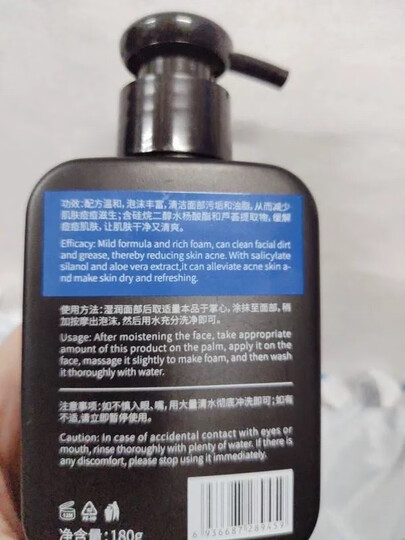 功效:配方温和，泡沫丰富，清洁面部污垢和油脂，从而减少
肌肤痘痘滋生;含硅烷二醇水杨酸酯和芦荟提取物，缓解
痘痘肌肤，让肌肤干净又清爽。
Efficacy: Mild formula and rich foam, can clean facial dirt
and grease, thereby reducing skin acne. With salicylate
silanol and aloe vera extract,it can alleviate acne skin a-
nd make skin dry and refreshing.
使用方法:湿润面部后取适量本品于掌心，涂抹至面部，稍
加按摩出泡沫，然后用水充分洗净即可。
Usage: After moistening the face, take appropriate
amount of this product on the palm, apply it on the
face, massage it slightly to make foam, and then wash
it thoroughly with water.
注意事项:如不慎入眼、嘴，用大量清水彻底冲洗即可;如有
不适，请立即暂停使用。
Caution: In case of accidental contact with eyes or
mouth, rinse thoroughly with plenty of water. If there is
any discomfort, please stop using it immediately.
净含量:180g
6 936687 289459